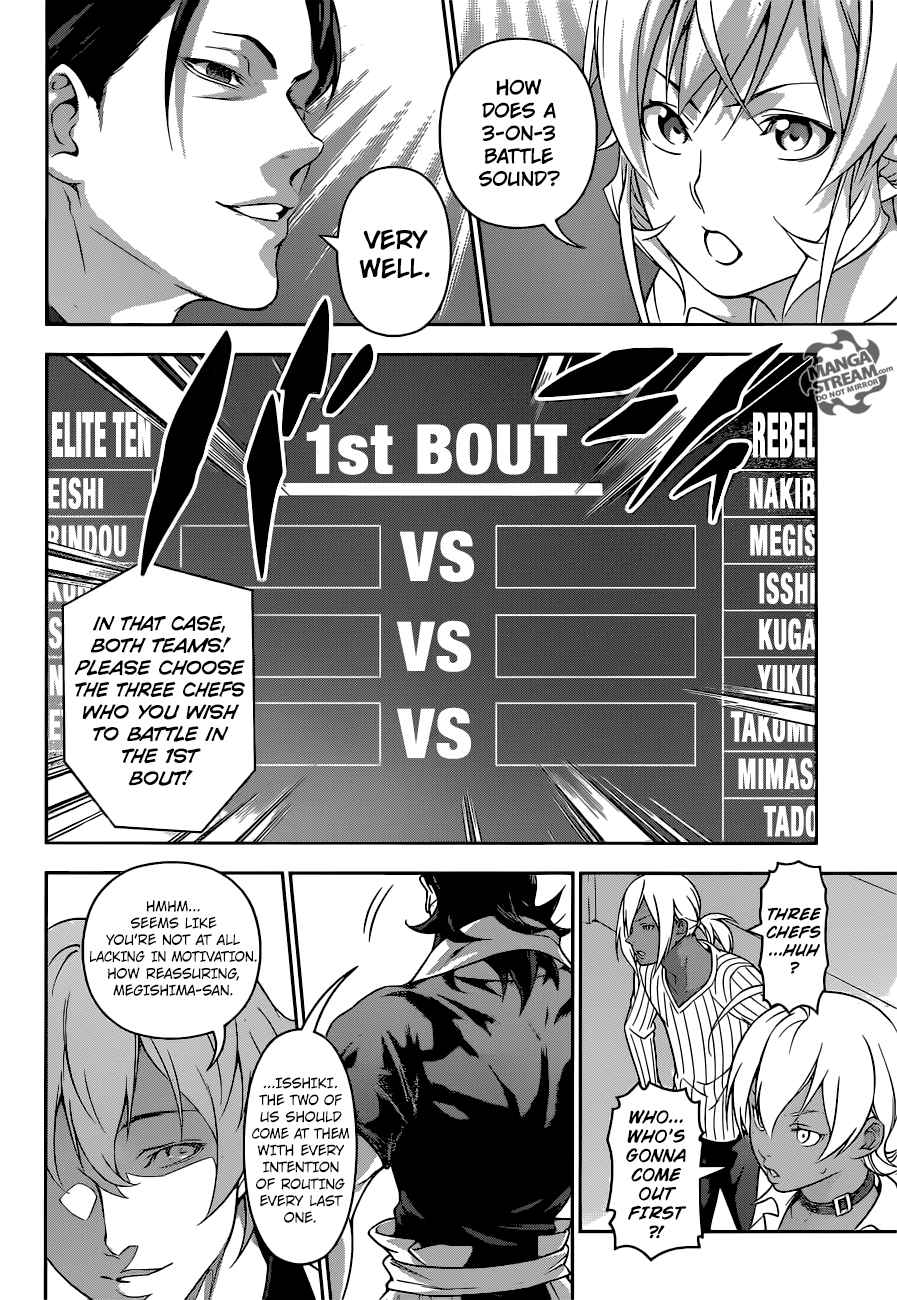 HOW
DOES A
3-ON-3
BATTLE
SOUND?
VERY
WELL.
MANGA
STREAM.com
DO NOT MIRROR
ELITE TEN
1st BOUT
REBEL
EISHI
RINDOU
S
N
E
VS
VS
VS
NAKIR
MEGIS
ISSHI
KUGA
YUKIH
TAKUMI
MIMASA
TADO
IN THAT CASE,
BOTH TEAMS!
PLEASE CHOOSE
THE THREE CHEFS
WHO YOU WISH
TO BATTLE IN
THE 1ST
BOUT!
THREE
CHEFS
...HUH
?
WHO...
WHO'S
GONNA
COME
OUT
FIRST
?!
...ISSHIKI.
THE TWO OF
US SHOULD
COME AT THEM
WITH EVERY
INTENTION
OF ROUTING
EVERY LAST
ONE.
HMHM...
SEEMS LIKE
YOU'RE NOT AT ALL
LACKING IN MOTIVATION.
HOW REASSURING,
MEGISHIMA-SAN.